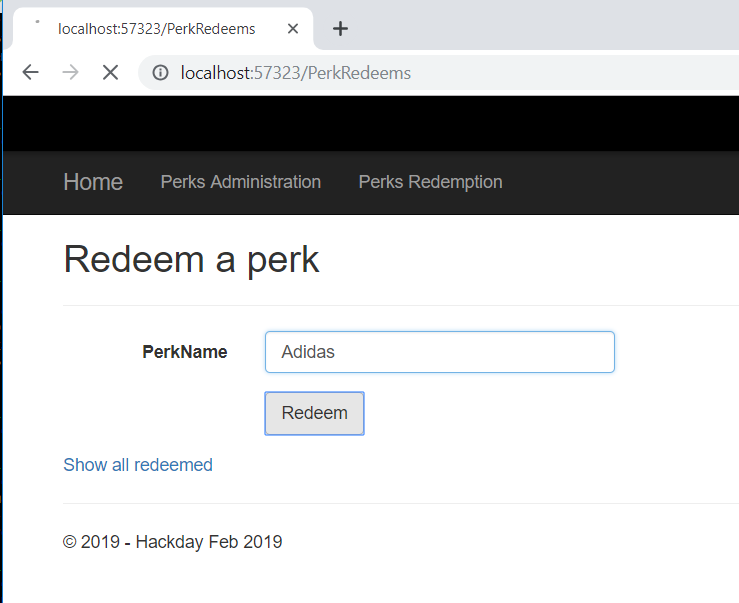 localhost:57323/PerkRedeems
localhost:57323/PerkRedeems
Home Perks Administration Perks Redemption
Redeem a perk
PerkName Adidas
Redeem
Show all redeemed
© 2019 - Hackday Feb 2019